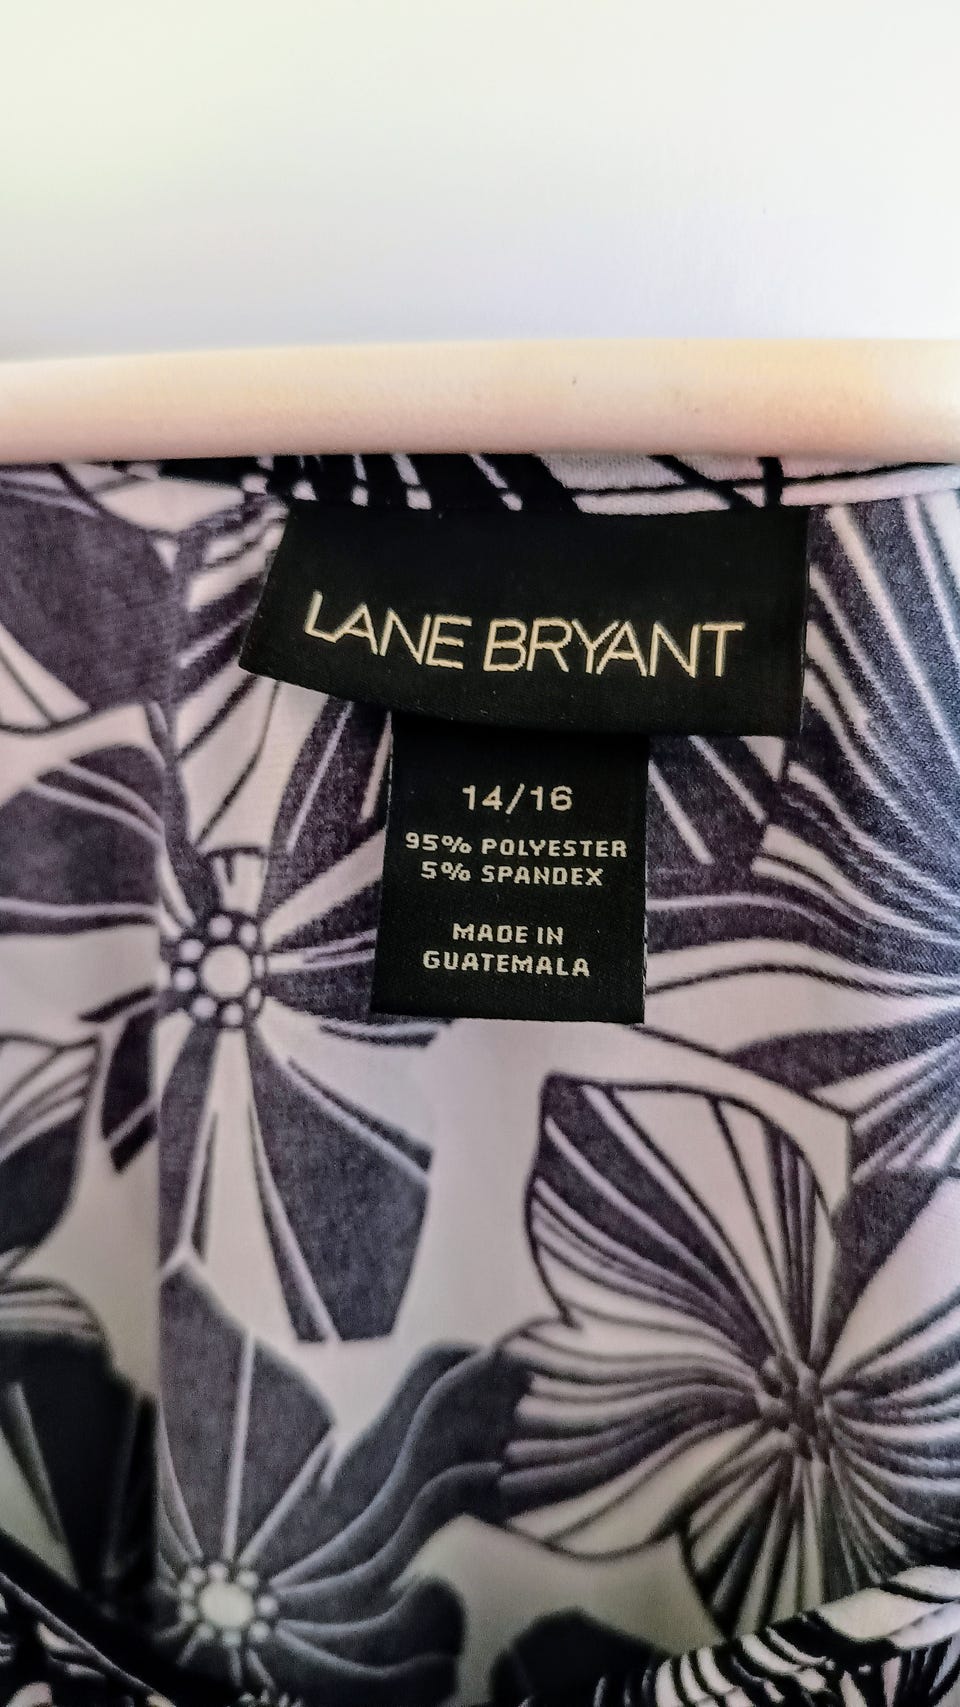 LANE BRYANT
14/16
95% POLYESTER
5% SPANDEX
MADE IN
GUATEMALA